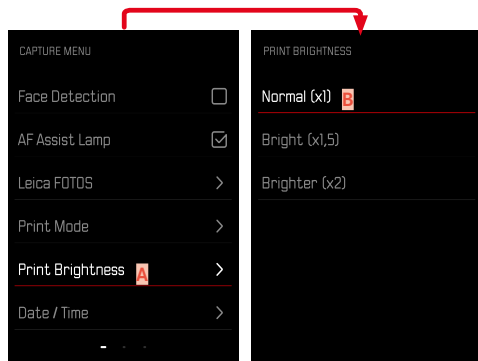 CAPTURE MENU
Face Detection
AF Assist Lamp
Leica FOTOS
Print Mode
Print Brightness A
Date / Time
PRINT BRIGHTNESS
Normal (x1) B
Bright (x1,5)
Brighter (x2)